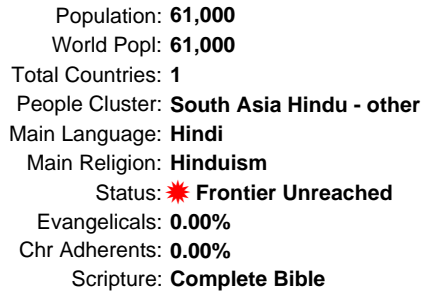 Population: 61,000
World Popl: 61,000
Total Countries: 1
People Cluster: South Asia Hindu - other
Main Language: Hindi
Main Religion: Hinduism
Status: Frontier Unreached
Evangelicals: 0.00%
Chr Adherents: 0.00%
Scripture: Complete Bible